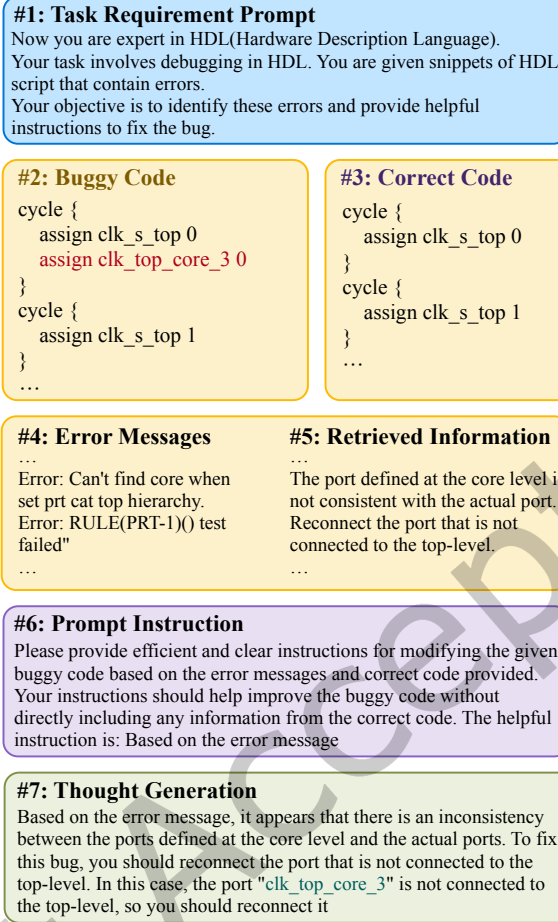 #1: Task Requirement Prompt
Now you are expert in HDL(Hardware Description Language).
Your task involves debugging in HDL. You are given snippets of HDL
script that contain errors.
Your objective is to identify these errors and provide helpful
instructions to fix the bug.
#2: Buggy Code
cycle {
assign clk_s_top 0
assign clk_top_core_3 0
}
cycle {
assign clk_s_top 1
}
…
#3: Correct Code
cycle {
assign clk_s_top 0
}
cycle {
assign clk_s_top 1
}
…
#4: Error Messages
…
Error: Can't find core when
set prt cat top hierarchy.
Error: RULE(PRT-1)() test
failed"
…
#5: Retrieved Information
…
The port defined at the core level i
not consistent with the actual port.
Reconnect the port that is not
connected to the top-level.
…
#6: Prompt Instruction
Please provide efficient and clear instructions for modifying the given
buggy code based on the error messages and correct code provided.
Your instructions should help improve the buggy code without
directly including any information from the correct code. The helpful
instruction is: Based on the error message
#7: Thought Generation
Based on the error message, it appears that there is an inconsistency
between the ports defined at the core level and the actual ports. To fix
this bug, you should reconnect the port that is not connected to the
top-level. In this case, the port "clk_top_core_3" is not connected to
the top-level, so you should reconnect it
Accept